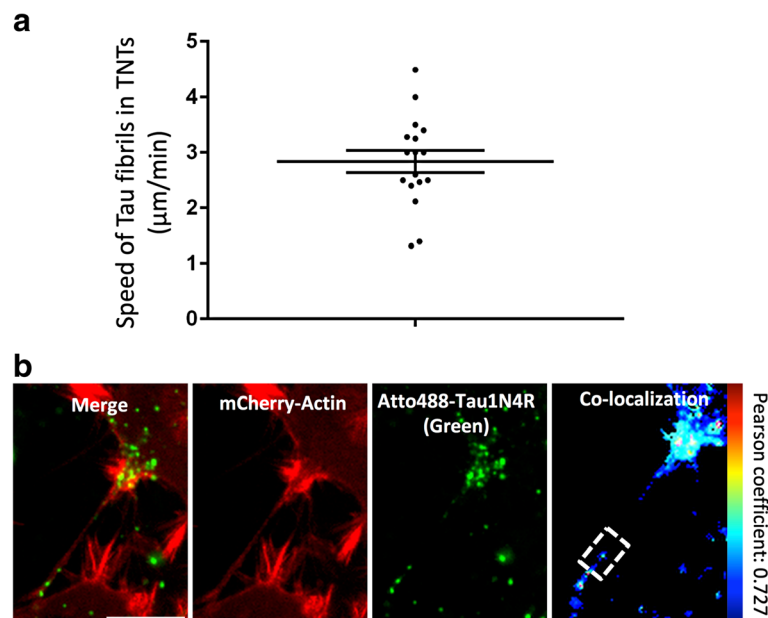 a
Speed of Tau fibrils in TNTs
(µm/min)
5
4
3
2
1
0
b
Merge
mCherry-Actin
Atto488-Tau1N4R
(Green)
Co-localization
Pearson coefficient: 0.727